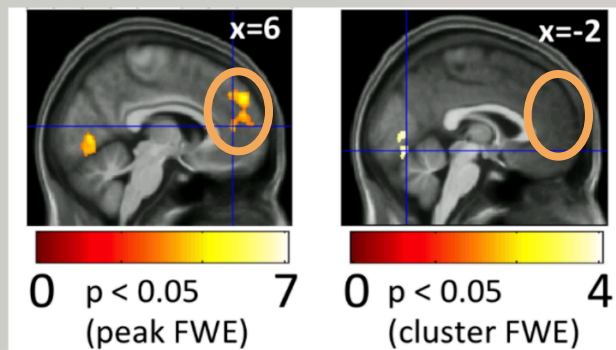 x=6
x=-2
0 p < 0.05 7
(peak FWE)
0 p < 0.05 4
(cluster FWE)